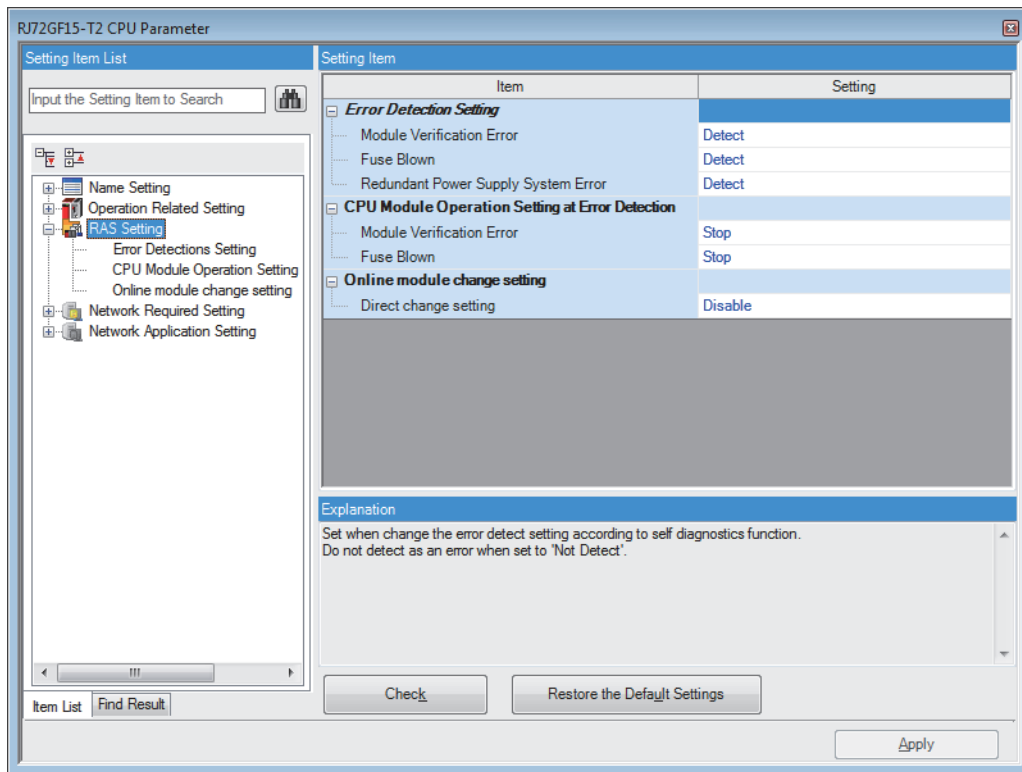 RJ72GF15-T2 CPU Parameter
Setting Item List
Input the Setting Item to Search
Name Setting
Operation Related Setting
RAS Setting
Error Detections Setting
CPU Module Operation Setting
Online module change setting
Network Required Setting
Network Application Setting
Item List
Find Result
Setting Item
Item Setting
Error Detection Setting
Module Verification Error Detect
Fuse Blown Detect
Redundant Power Supply System Error Detect
CPU Module Operation Setting at Error Detection
Module Verification Error Stop
Fuse Blown Stop
Online module change setting
Direct change setting Disable
Explanation
Set when change the error detect setting according to self diagnostics function.
Do not detect as an error when set to 'Not Detect'.
Check
Restore the Default Settings
Apply